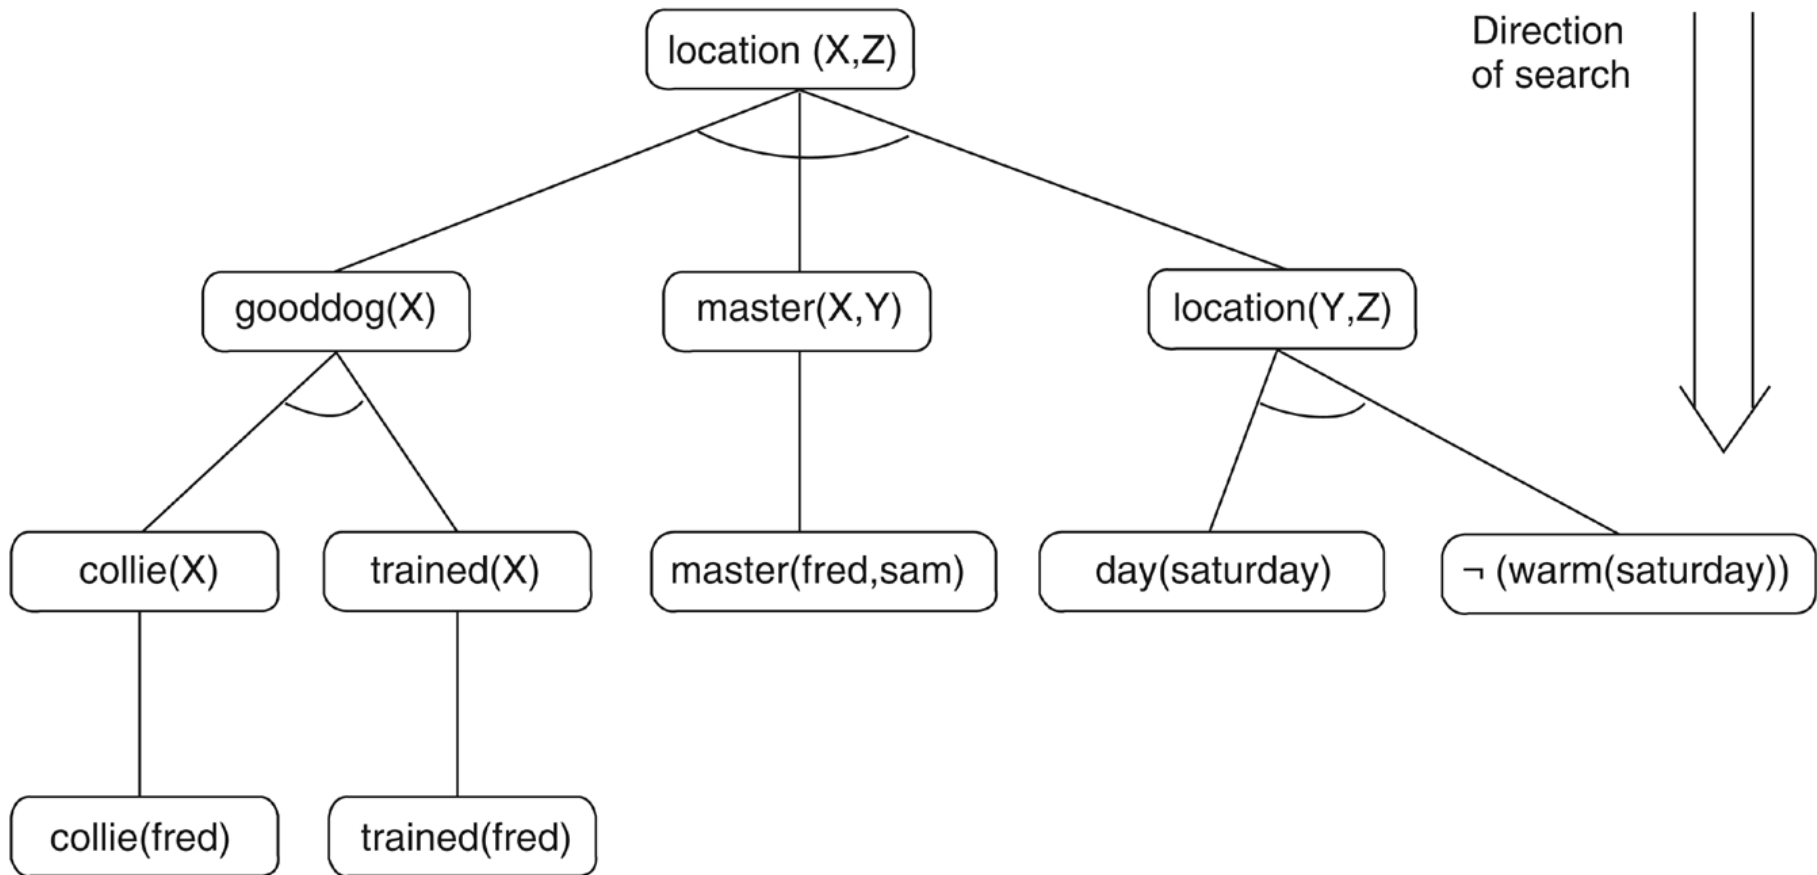 location (X,Z)
Direction
of search
gooddog(X)
master(X,Y)
location(Y,Z)
collie(X)
trained(X)
master(fred,sam)
day(saturday)
¬ (warm(saturday))
collie(fred)
trained(fred)